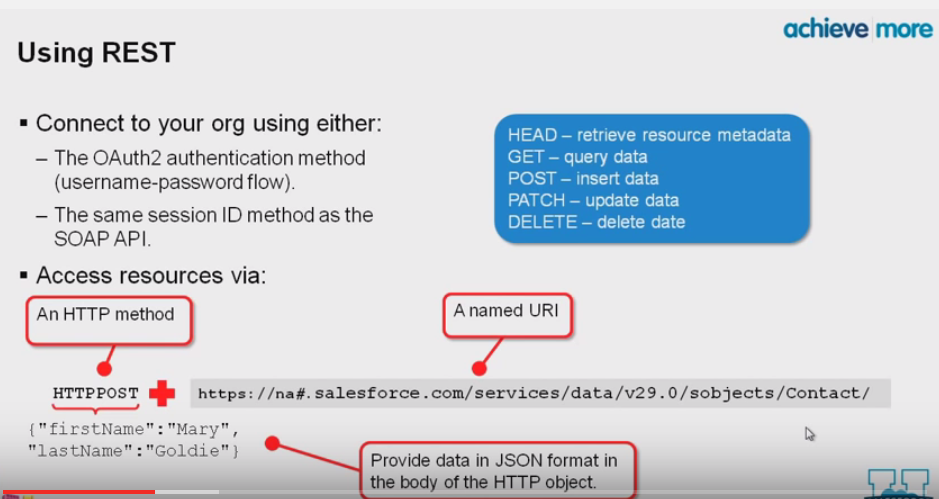 achieve more
Using REST
▪ Connect to your org using either:
– The OAuth2 authentication method
(username-password flow).
– The same session ID method as the
SOAP API.
HEAD – retrieve resource metadata
GET – query data
POST – insert data
PATCH – update data
DELETE – delete date
▪ Access resources via:
An HTTP method
A named URI
HTTPPOST
https://na#.salesforce.com/services/data/v29.0/sobjects/Contact/
{"firstName":"Mary",
"lastName":"Goldie"}
Provide data in JSON format in
the body of the HTTP object.